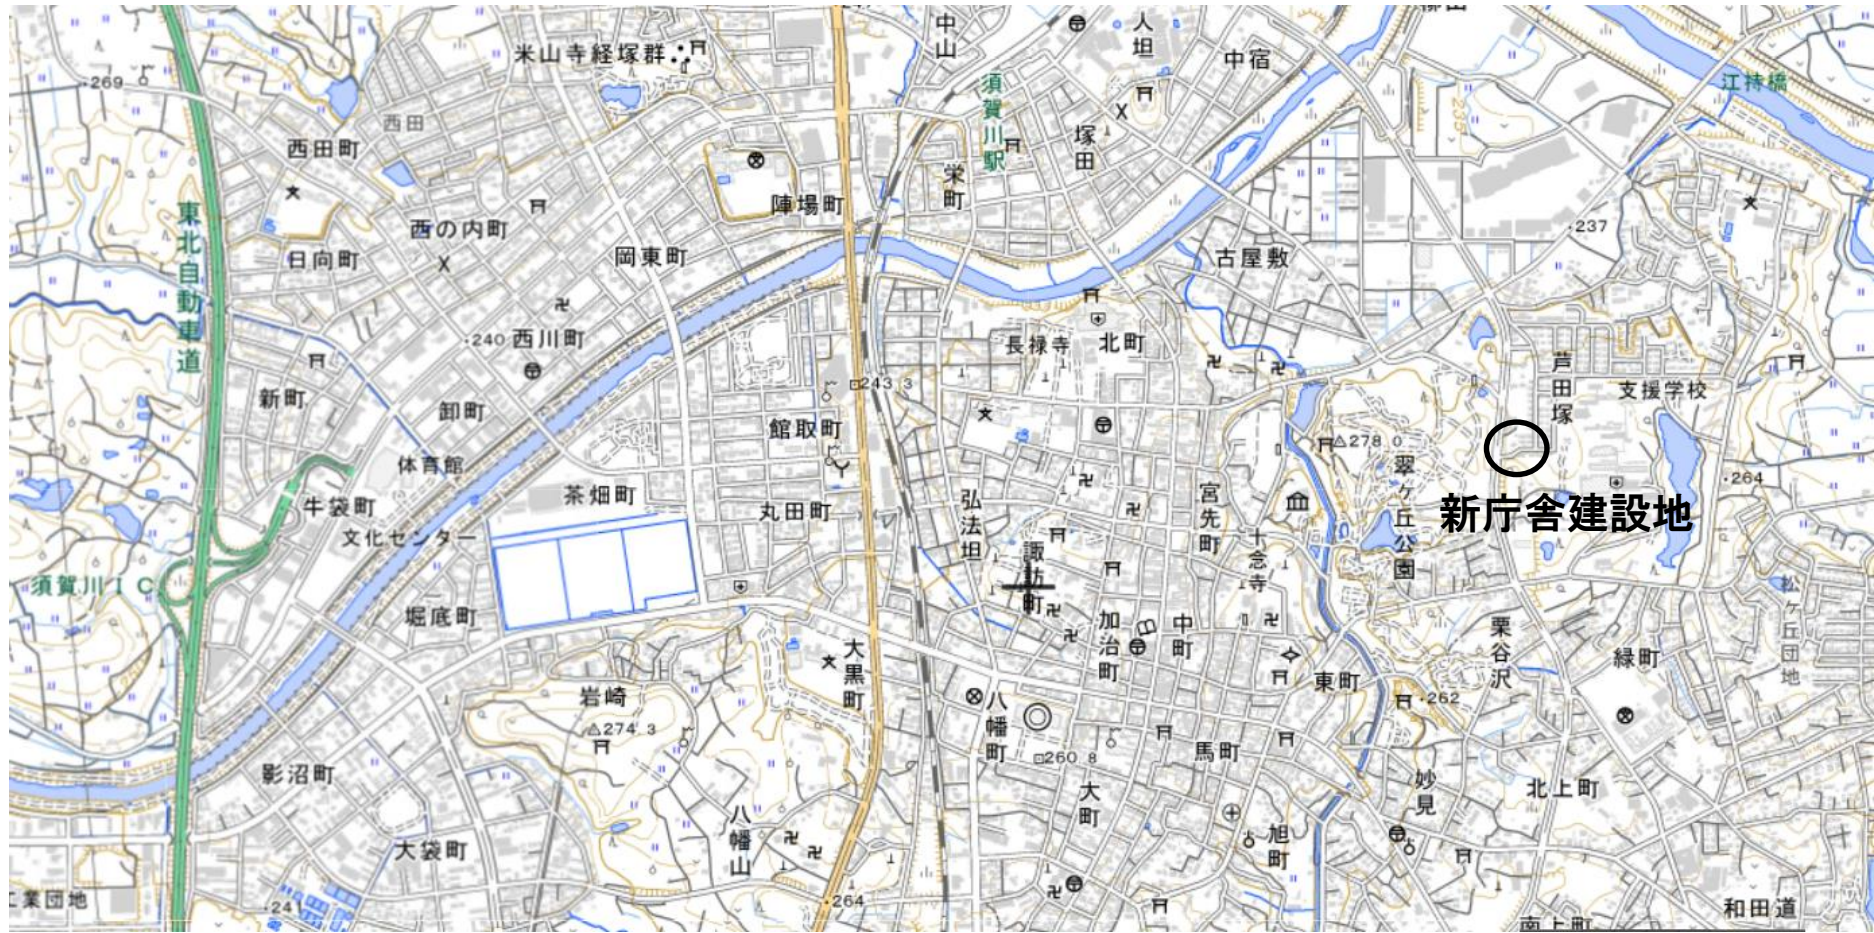 中山
人坦
米山寺経塚群
中宿
269
須賀川駅
江持橋
235
西田
塚田
西田町
栄町
陣場町
東北自動車道
西の内町
237
日向町
岡東町
古屋敷
240
西川町
長禄寺
北町
芦田塚
243.3
新町
支援学校
卸町
館取町
278.0
翠ヶ丘公園
体育館
264
茶畑町
牛袋町
弘法坦
宮先町
丸田町
新庁舎建設地
文化センター
十念寺
諏訪町
須賀川IC
松ヶ丘団地
堀底町
加治町
中町
栗谷沢
大黒町
緑町
岩崎
東町
262
八幡町
274.3
馬町
260.8
影沼町
妙見
北上町
大町
八幡山
旭町
大袋町
工業団地
241
264
和田道
南上町